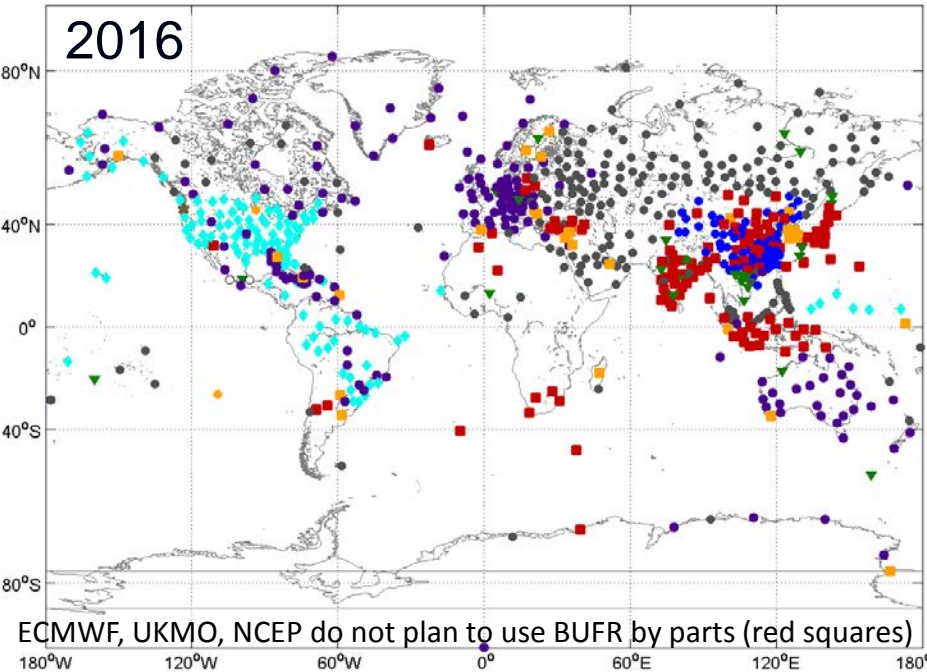 2016
80°N
40°N
0°
40°S
80°S
ECMWF, UKMO, NCEP do not plan to use BUFR by parts (red squares)
180°W 120°W 60°W 0° 60°E 120°E 180°E